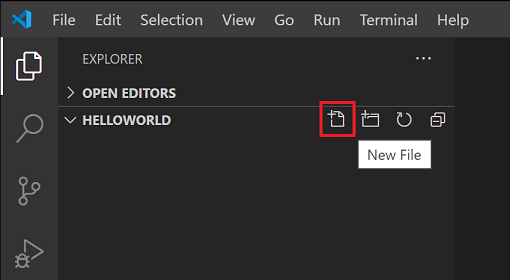 File Edit Selection View Go Run Terminal Help
EXPLORER
OPEN EDITORS
HELLOWORLD
New File